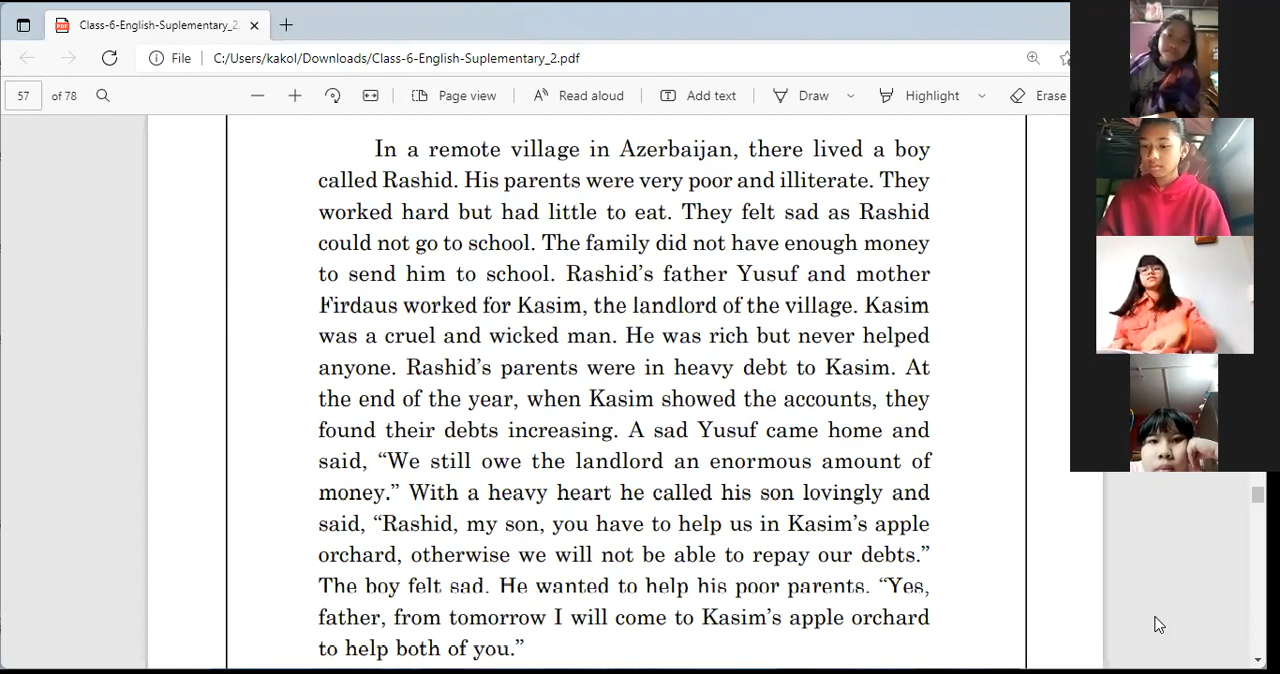 Class-6-English-Suplementary_2.
File C:/Users/kakol/Downloads/Class-6-English-Suplementary_2.pdf
57 of 78 Page view Read aloud Add text Draw Highlight Erase
In a remote village in Azerbaijan, there lived a boy
called Rashid. His parents were very poor and illiterate. They
worked hard but had little to eat. They felt sad as Rashid
could not go to school. The family did not have enough money
to send him to school. Rashid's father Yusuf and mother
Firdaus worked for Kasim, the landlord of the village. Kasim
was a cruel and wicked man. He was rich but never helped
anyone. Rashid's parents were in heavy debt to Kasim. At
the end of the year, when Kasim showed the accounts, they
found their debts increasing. A sad Yusuf came home and
said, “We still owe the landlord an enormous amount of
money.” With a heavy heart he called his son lovingly and
said, “Rashid, my son, you have to help us in Kasim's apple
orchard, otherwise we will not be able to repay our debts.”
The boy felt sad. He wanted to help his poor parents. “Yes,
father, from tomorrow I will come to Kasim's apple orchard
to help both of you.”